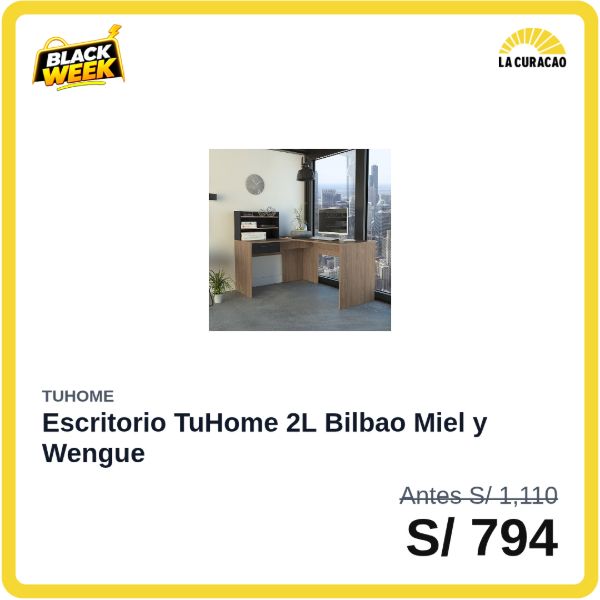 BLACK
WEEK
LA CURACAO
TUHOME
Escritorio TuHome 2L Bilbao Miel y
Wengue
Antes S/ 1,110
S/ 794